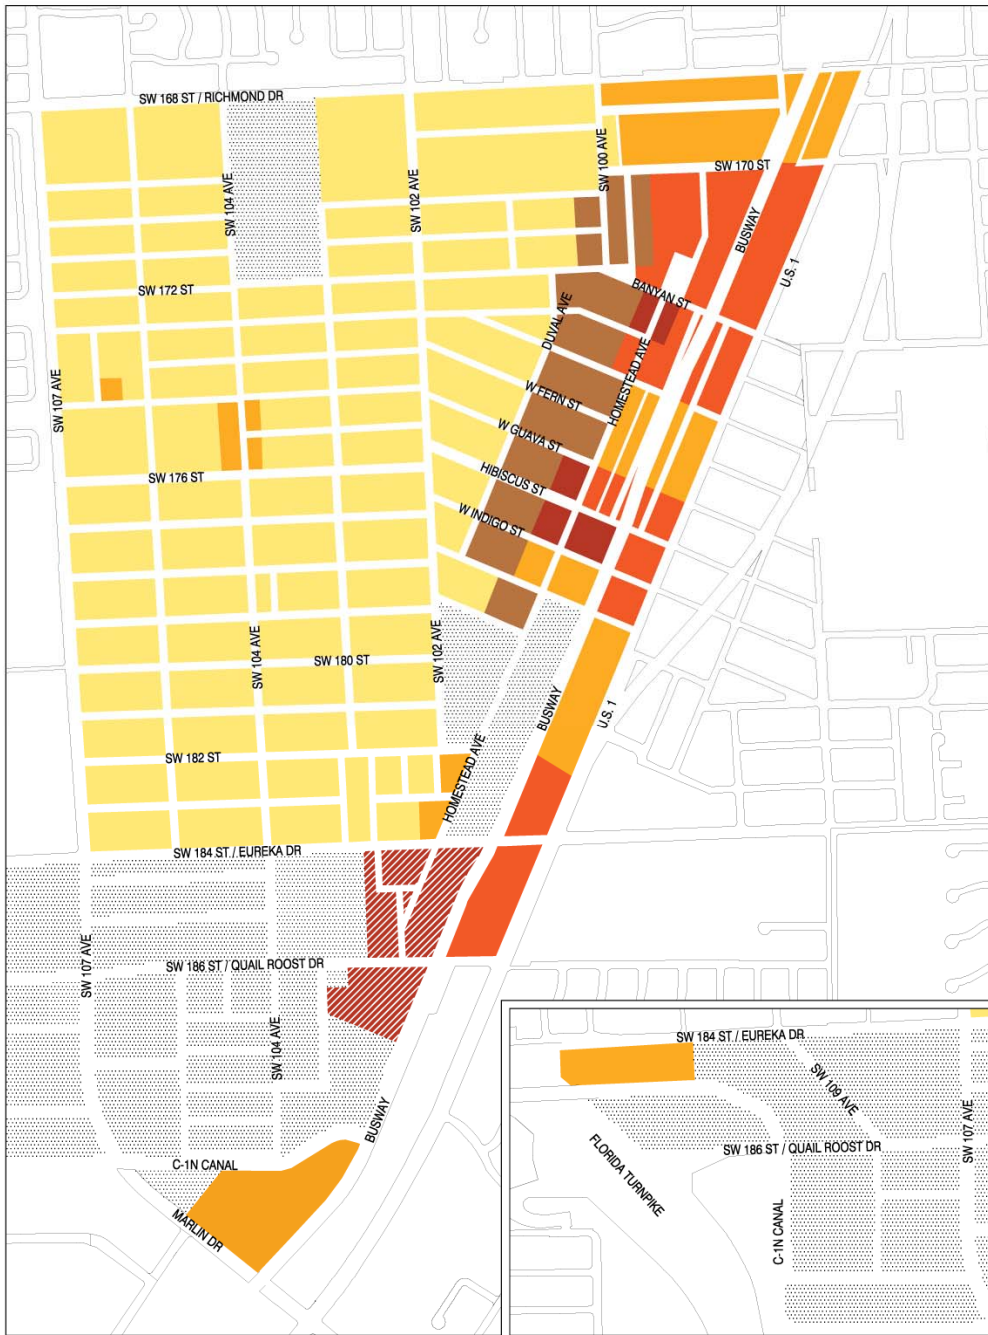 SW 168 ST / RICHMOND DR
SW 104 AVE
SW 102 AVE
SW 100 AVE
SW 170 ST
BUSWAY
U.S. 1
SW 172 ST
BANYAN ST
DUVAL AVE
HOMESTEAD AVE
SW 107 AVE
W FERN ST
W GUAVA ST
SW 176 ST
HIBISCUS ST
W INDIGO ST
SW 104 AVE
SW 180 ST
SW 102 AVE
BUSWAY
U.S. 1
SW 182 ST
HOMESTEAD AVE
SW 184 ST / EUREKA DR
SW 107 AVE
SW 186 ST / QUAIL ROOST DR
SW 104 AVE
BUSWAY
C-1N CANAL
MARLIN DR
SW 184 ST / EUREKA DR
SW 109 AVE
SW 107 AVE
SW 186 ST / QUAIL ROOST DR
FLORIDA TURNPIKE
C-1N CANAL